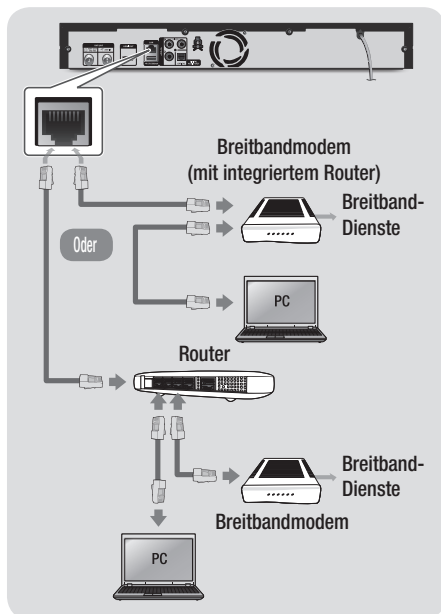 Breitbandmodem
(mit integriertem Router)
Breitband-
Dienste
Oder
PC
Router
Breitband-
Dienste
Breitbandmodem
PC